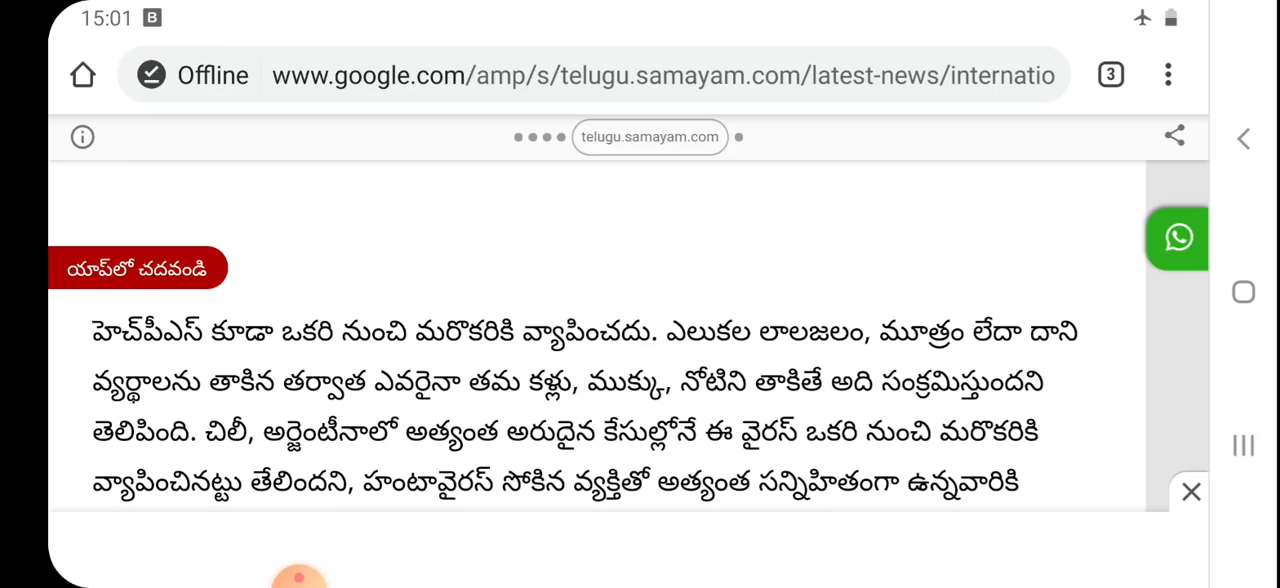 15:01 B
Offline www.google.com/amp/s/telugu.samayam.com/latest-news/internatio 3
telugu.samayam.com
యాప్‌లో చదవండి
హెచ్‌పీఎస్ కూడా ఒకరి నుంచి మరొకరికి వ్యాపించదు. ఎలుకల లాలజలం, మూత్రం లేదా దాని
వ్యర్థాలను తాకిన తర్వాత ఎవరైనా తమ కళ్లు, ముక్కు, నోటిని తాకితే అది సంక్రమిస్తుందని
తెలిపింది. చిలీ, అర్జెంటీనాలో అత్యంత అరుదైన కేసుల్లోనే ఈ వైరస్ ఒకరి నుంచి మరొకరికి
వ్యాపించినట్టు తేలిందని, హంటావైరస్ సోకిన వ్యక్తితో అత్యంత సన్నిహితంగా ఉన్నవారికి